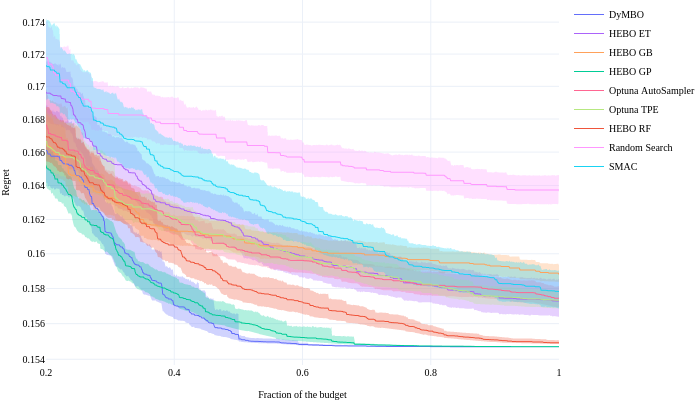 0.174
0.172
0.17
0.168
0.166
0.164
0.162
0.16
0.158
0.156
0.154
Regret
0.2
0.4
0.6
0.8
1
Fraction of the budget
DyMBO
HEBO ET
HEBO GB
HEBO GP
Optuna AutoSampler
Optuna TPE
HEBO RF
Random Search
SMAC